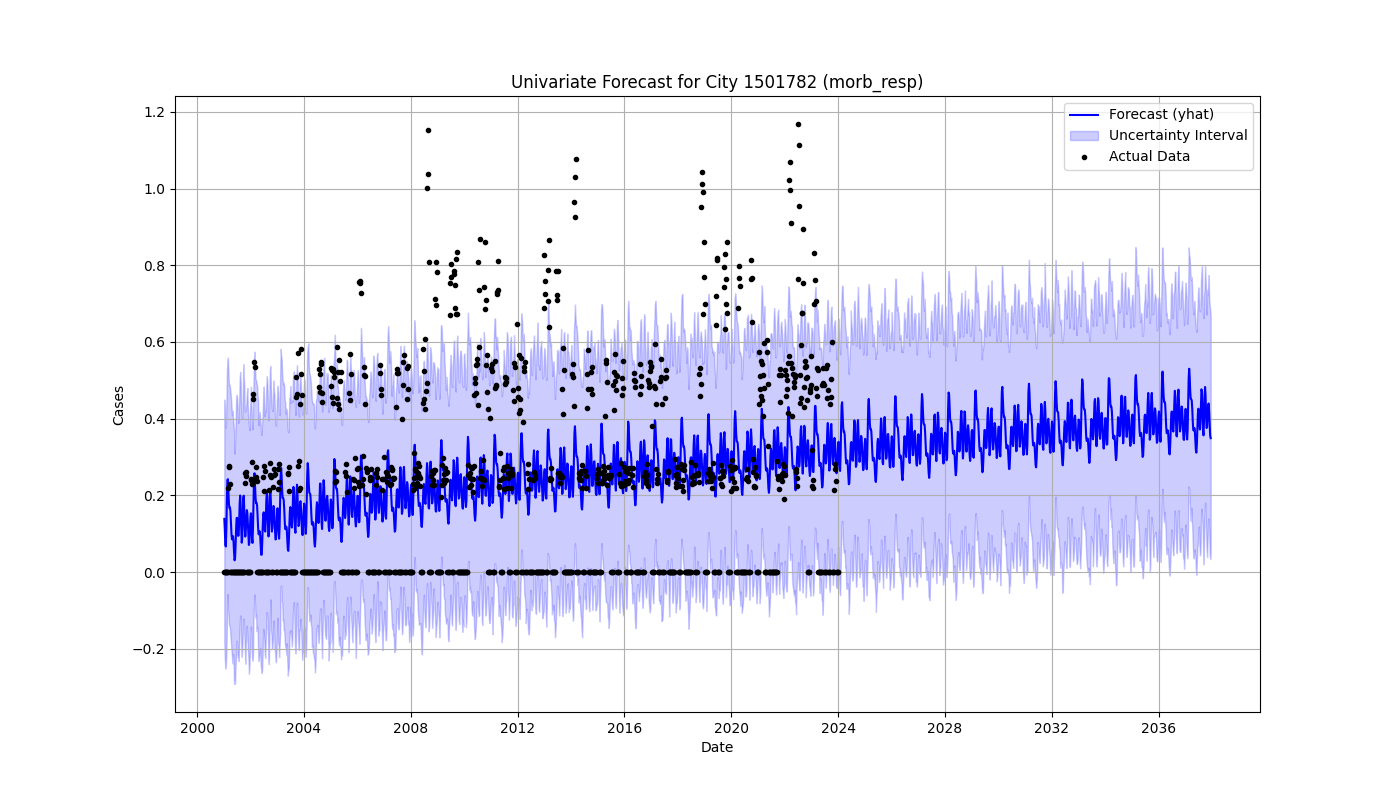 Univariate Forecast for City 1501782 (morb_resp)
Forecast (yhat)
Uncertainty Interval
Actual Data
Cases
1.2
1.0
0.8
0.6
0.4
0.2
0.0
−0.2
2000 2004 2008 2012 2016 2020 2024 2028 2032 2036
Date